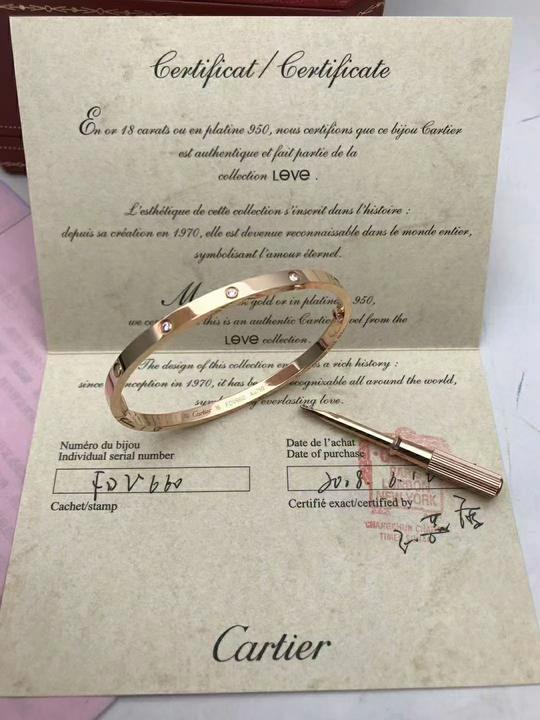 Certificat / Certificate
En or 18 carats ou en platine 950, nous certifions que ce bijou Cartier
est authentique et fait partie de la
collection LOVE .
L'esthétique de cette collection s'inscrit dans l'histoire :
depuis sa création en 1970, elle est devenue reconnaissable dans le monde entier,
symbolisant l'amour éternel.
gold or in platine 950,
we this is an authentic Cartier from the
LOVE collection.
The design of this collection a rich history :
since 1970, it has all around the world,
everlasting love.
Cartier
Numéro du bijou
Individual serial number
FDV660
Cachet/stamp
Date de l'achat
Date of purchase
2018.
Certifié exact/certified by
NEW YORK
Cartier